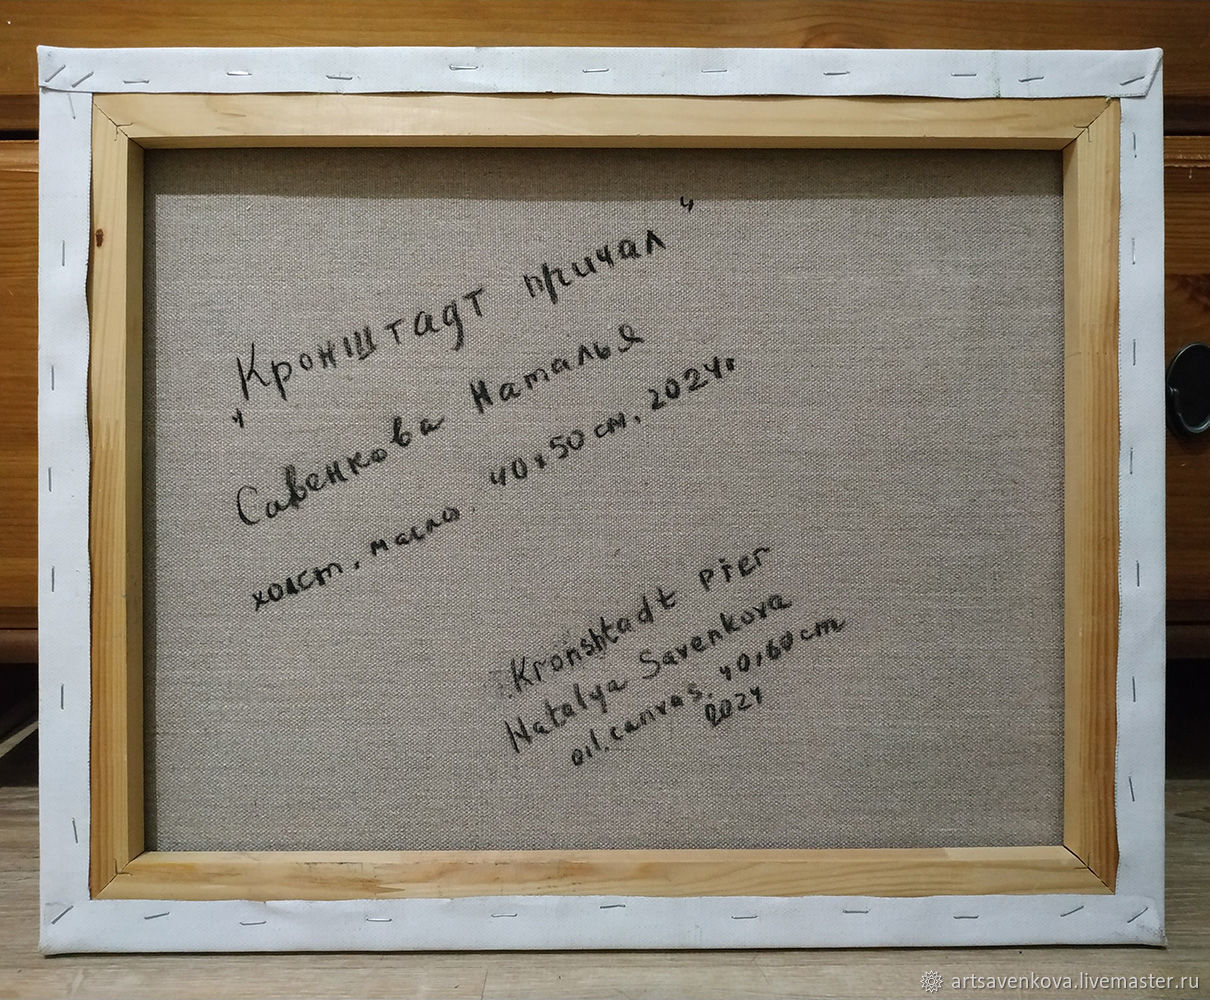 "Кронштадт причал"
Савенкова Наталья
холст, масло. 40х50 см. 2024г.
Kronshtadt pier
Natalya Savenkova
oil. canvas. 40х60 cm
2024
artsavenkova.livemaster.ru